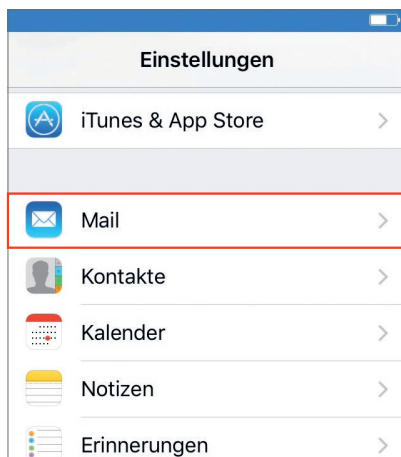 Einstellungen
iTunes & App Store
Mail
Kontakte
Kalender
Notizen
Erinnerungen